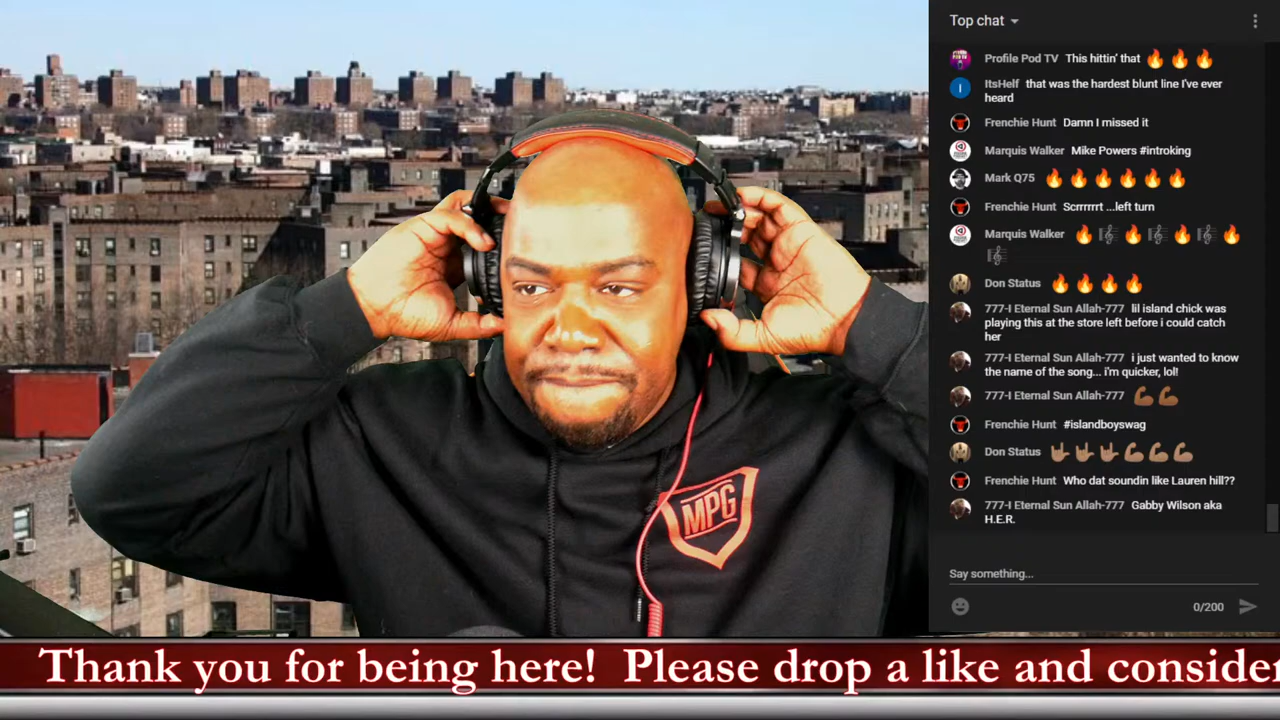 Top chat
Profile Pod TV This hittin' that 🔥🔥🔥
ItsHelf that was the hardest blunt line I've ever
heard
Frenchie Hunt Damn I missed it
Marquis Walker Mike Powers #introking
Mark Q75 🔥🔥🔥🔥🔥🔥
Frenchie Hunt Scrrrrrrt ...left turn
Marquis Walker 🔥🎼🔥🎼🔥🎼🔥
🎼
Don Status 🔥🔥🔥🔥
777-I Eternal Sun Allah-777 lil island chick was
playing this at the store left before i could catch
her
777-I Eternal Sun Allah-777 i just wanted to know
the name of the song... i'm quicker, lol!
777-I Eternal Sun Allah-777 💪🏾💪🏾
Frenchie Hunt #islandboyswag
Don Status 🤘🏽🤘🏽🤘🏽💪🏽💪🏽💪🏽
Frenchie Hunt Who dat soundin like Lauren hill??
777-I Eternal Sun Allah-777 Gabby Wilson aka
H.E.R.
Say something...
0/200
MPG
Thank you for being here! Please drop a like and consider